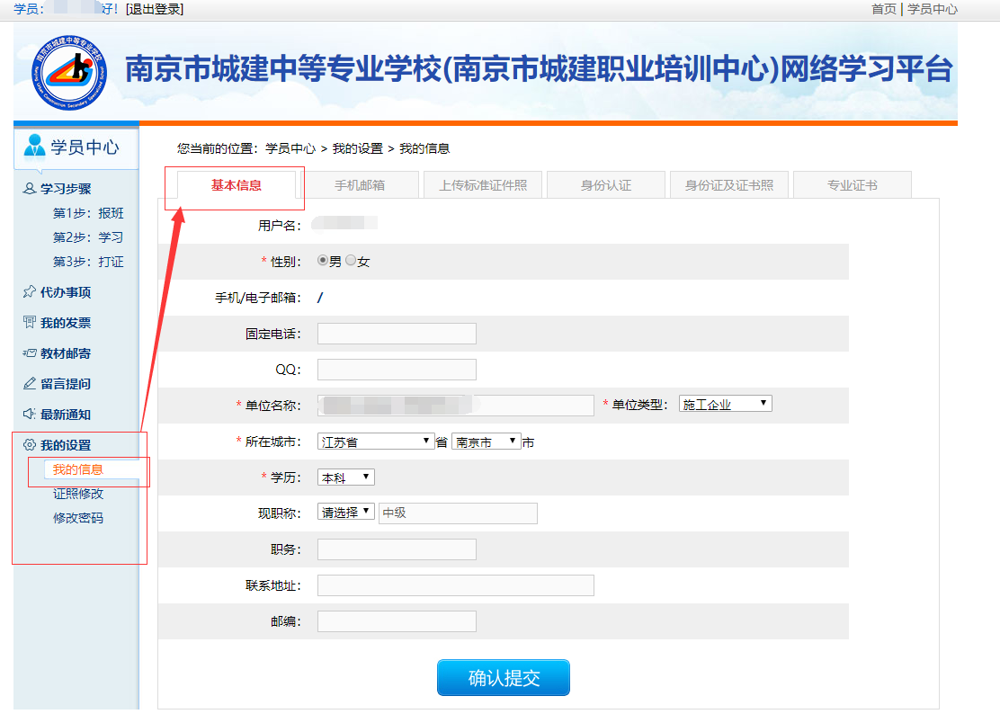 学员： 好！ [退出登录] 首页 | 学员中心
南京市城建中等专业学校(南京市城建职业培训中心)网络学习平台
学员中心
学习步骤
第1步：报班
第2步：学习
第3步：打证
代办事项
我的发票
教材邮寄
留言提问
最新通知
我的设置
我的信息
证照修改
修改密码
您当前的位置：学员中心 > 我的设置 > 我的信息
基本信息 手机邮箱 上传标准证件照 身份认证 身份证及证书照 专业证书
用户名：
* 性别： 男 女
手机/电子邮箱： /
固定电话：
QQ：
* 单位名称： * 单位类型： 施工企业
* 所在城市： 江苏省 省 南京市 市
* 学历： 本科
现职称： 请选择 中级
职务：
联系地址：
邮编：
确认提交